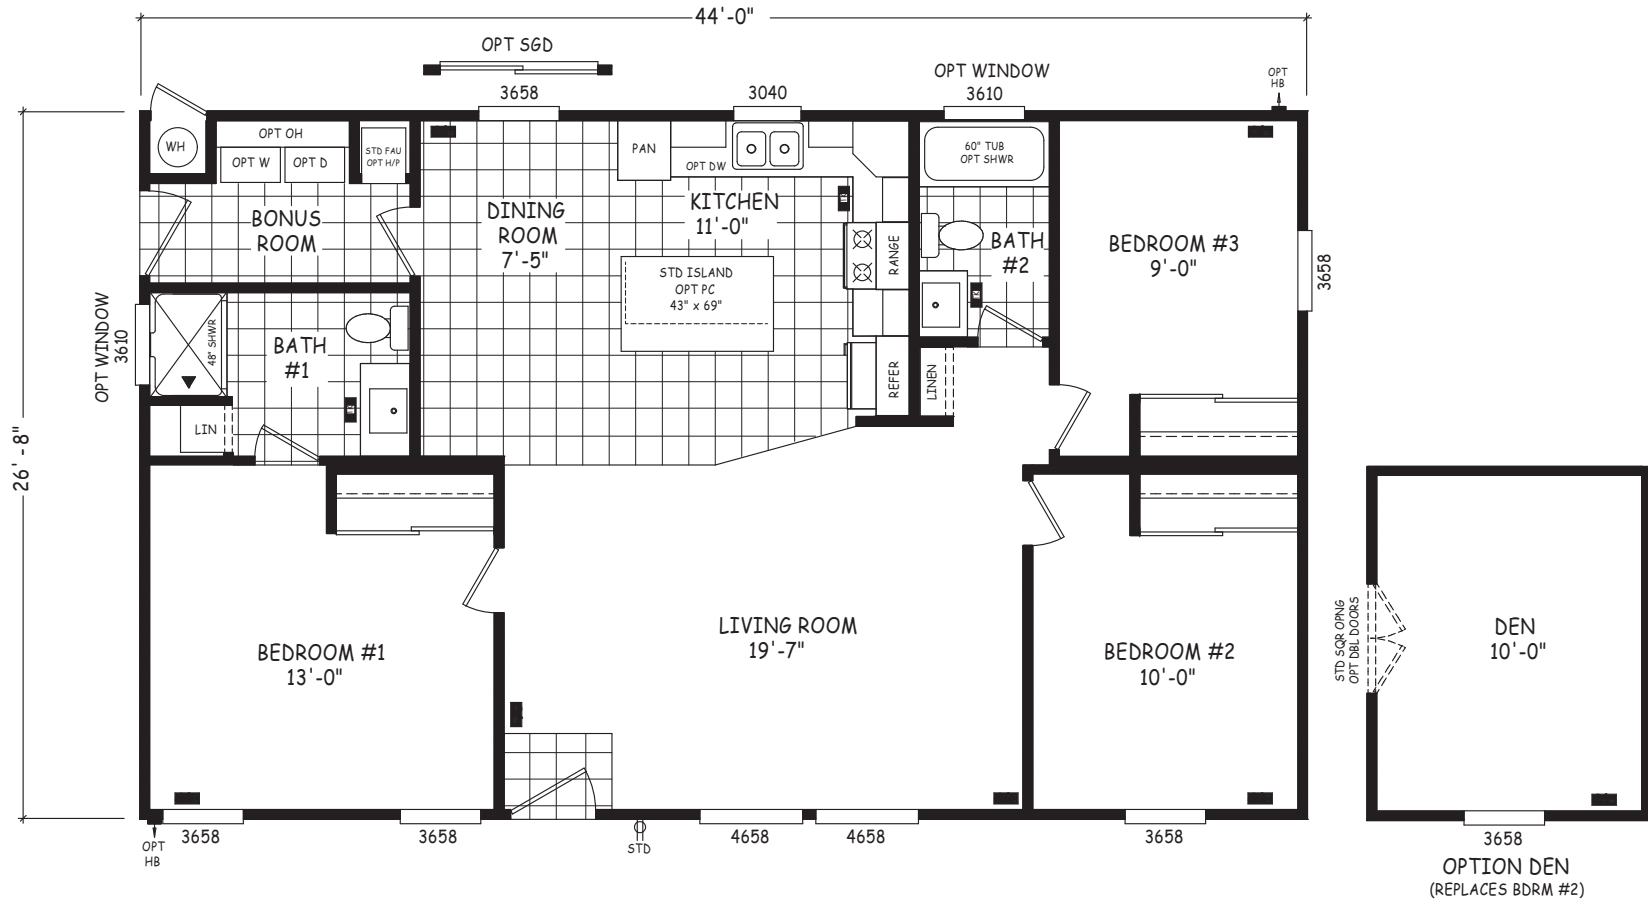 44'-0"
OPT SGD
OPT WINDOW
OPT
HB
3658
3040
3610
WH
OPT OH
OPT W
OPT D
STD FAU
OPT H/P
PAN
OPT DW
60" TUB
OPT SHWR
BONUS
ROOM
DINING
ROOM
7'-5"
KITCHEN
11'-0"
RANGE
BATH
#2
BEDROOM #3
9'-0"
3658
STD ISLAND
OPT PC
43" x 69"
OPT WINDOW
3610
48" SHWR
BATH
#1
REFER
LINEN
LIN
26'-8"
BEDROOM #1
13'-0"
LIVING ROOM
19'-7"
BEDROOM #2
10'-0"
STD SQR OPNG
OPT DBL DOORS
DEN
10'-0"
OPT
HB
3658
3658
STD
4658
4658
3658
3658
OPTION DEN
(REPLACES BDRM #2)